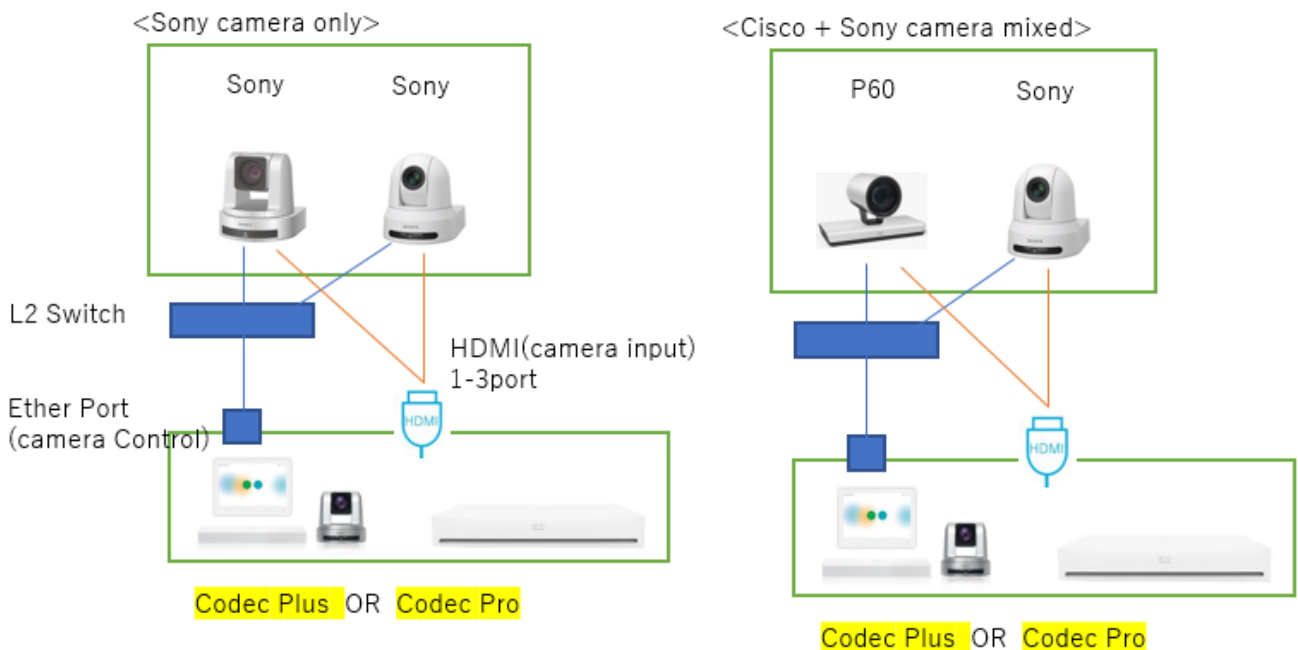 <Sony camera only>
Sony
Sony
L2 Switch
HDMI(camera input)
1-3port
Ether Port
(camera Control)
HDMI
Codec Plus OR Codec Pro
<Cisco + Sony camera mixed>
P60
Sony
HDMI
Codec Plus OR Codec Pro